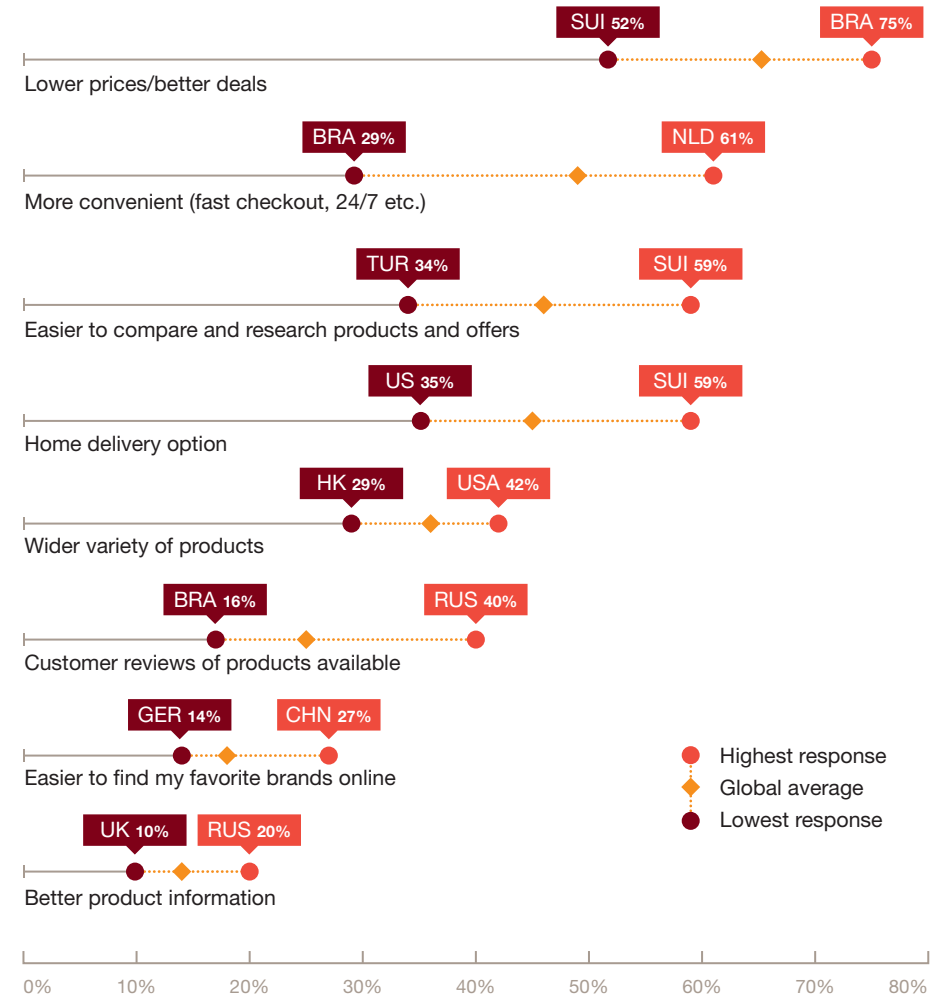 SUI 52% BRA 75%
Lower prices/better deals
BRA 29% NLD 61%
More convenient (fast checkout, 24/7 etc.)
TUR 34% SUI 59%
Easier to compare and research products and offers
US 35% SUI 59%
Home delivery option
HK 29% USA 42%
Wider variety of products
BRA 16% RUS 40%
Customer reviews of products available
GER 14% CHN 27%
Easier to find my favorite brands online
Highest response
Global average
Lowest response
UK 10% RUS 20%
Better product information
0% 10% 20% 30% 40% 50% 60% 70% 80%